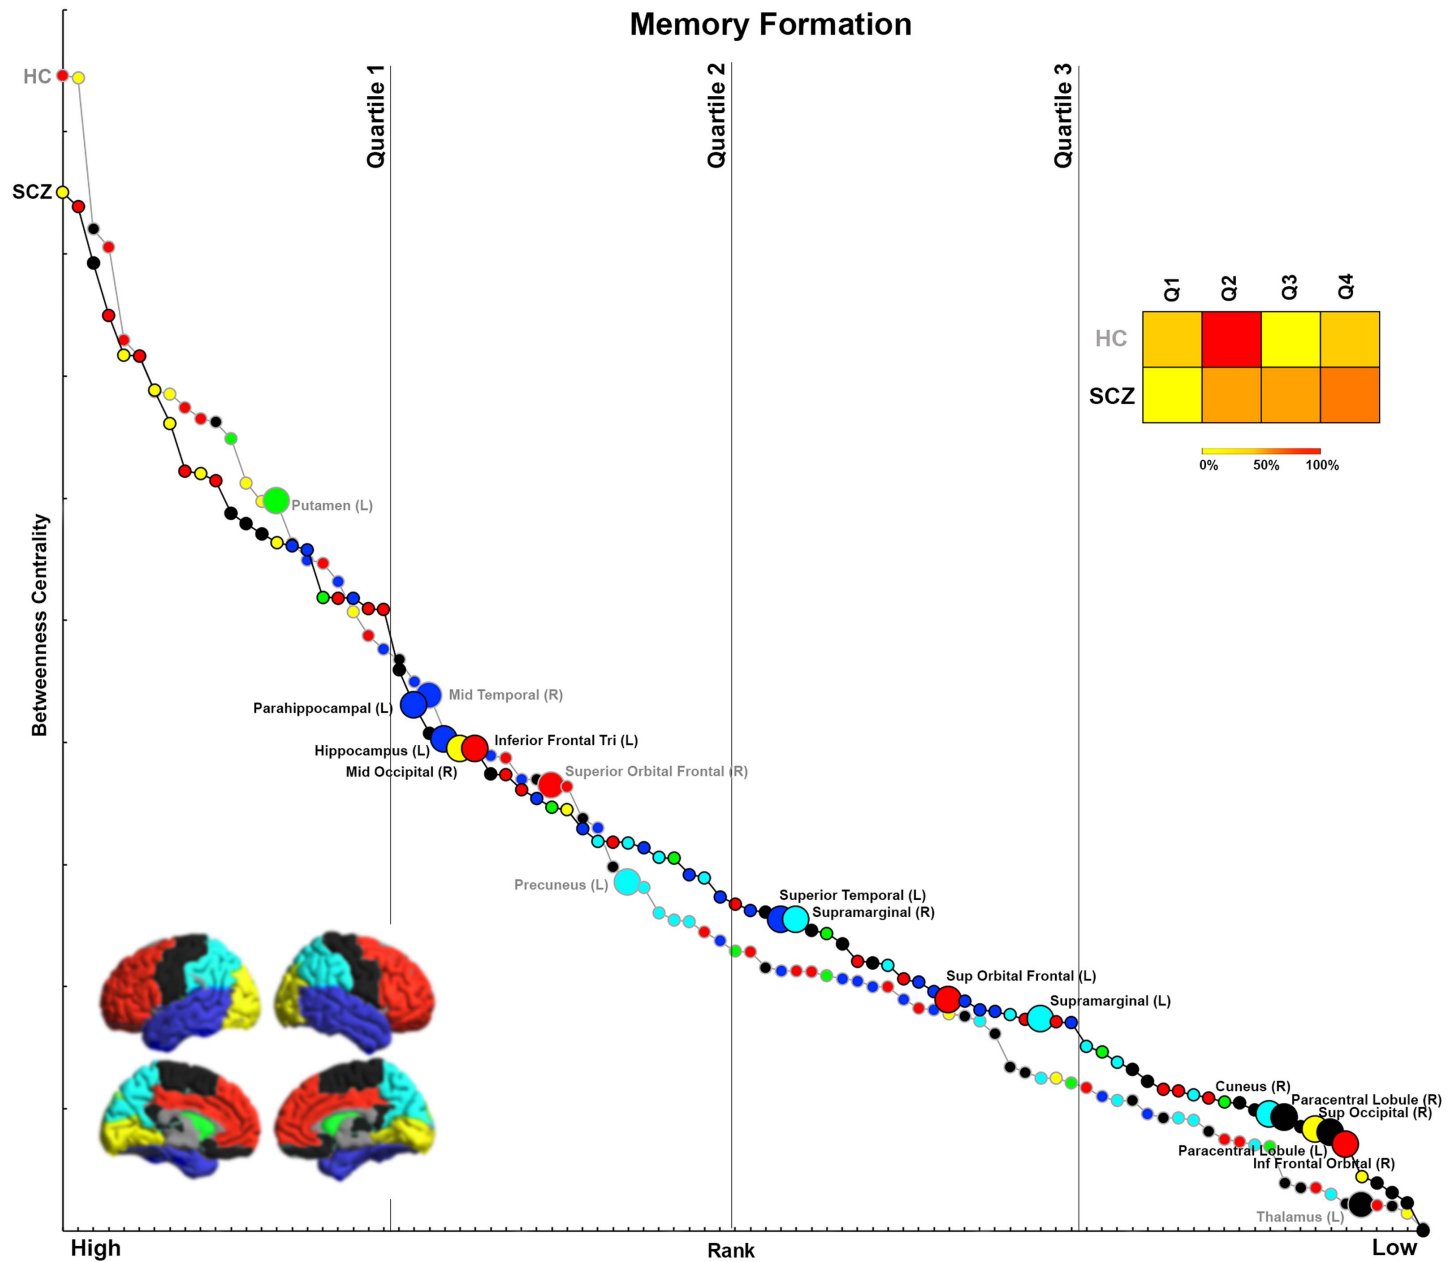 Memory Formation
HC
SCZ
Quartile 1
Quartile 2
Quartile 3
Q1
Q2
Q3
Q4
HC
SCZ
0%
50%
100%
Betweenness Centrality
Putamen (L)
Mid Temporal (R)
Parahippocampal (L)
Inferior Frontal Tri (L)
Hippocampus (L)
Mid Occipital (R)
Superior Orbital Frontal (R)
Precuneus (L)
Superior Temporal (L)
Supramarginal (R)
Sup Orbital Frontal (L)
Supramarginal (L)
Cuneus (R)
Paracentral Lobule (R)
Sup Occipital (R)
Paracentral Lobule (L)
Inf Frontal Orbital (R)
Thalamus (L)
High
Rank
Low